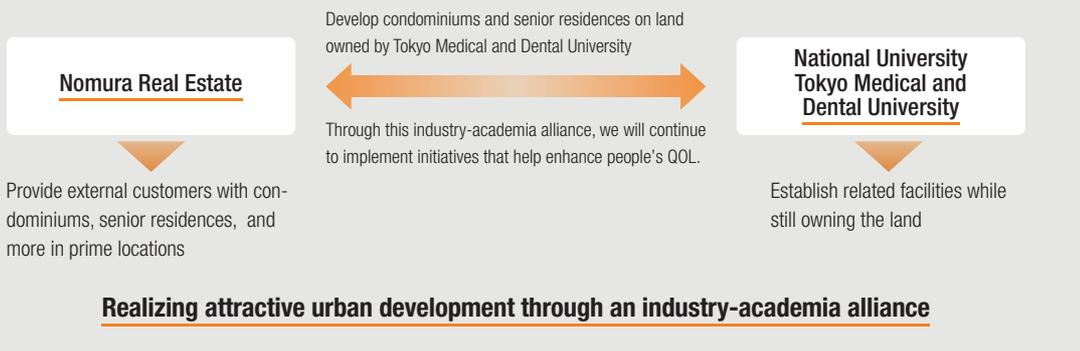 Develop condominiums and senior residences on land
owned by Tokyo Medical and Dental University
Nomura Real Estate
National University
Tokyo Medical and
Dental University
Through this industry-academia alliance, we will continue
to implement initiatives that help enhance people's QOL.
Provide external customers with con-
dominiums, senior residences, and
more in prime locations
Establish related facilities while
still owning the land
Realizing attractive urban development through an industry-academia alliance